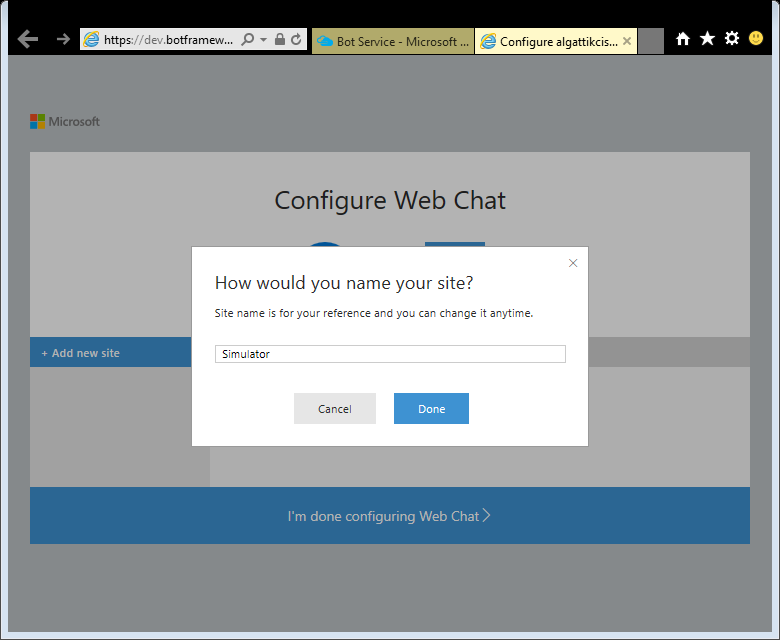 https://dev.botframew...
Bot Service - Microsoft ...
Configure algattikcis...
Microsoft
Configure Web Chat
How would you name your site?
Site name is for your reference and you can change it anytime.
+ Add new site
Simulator
Cancel
Done
I'm done configuring Web Chat